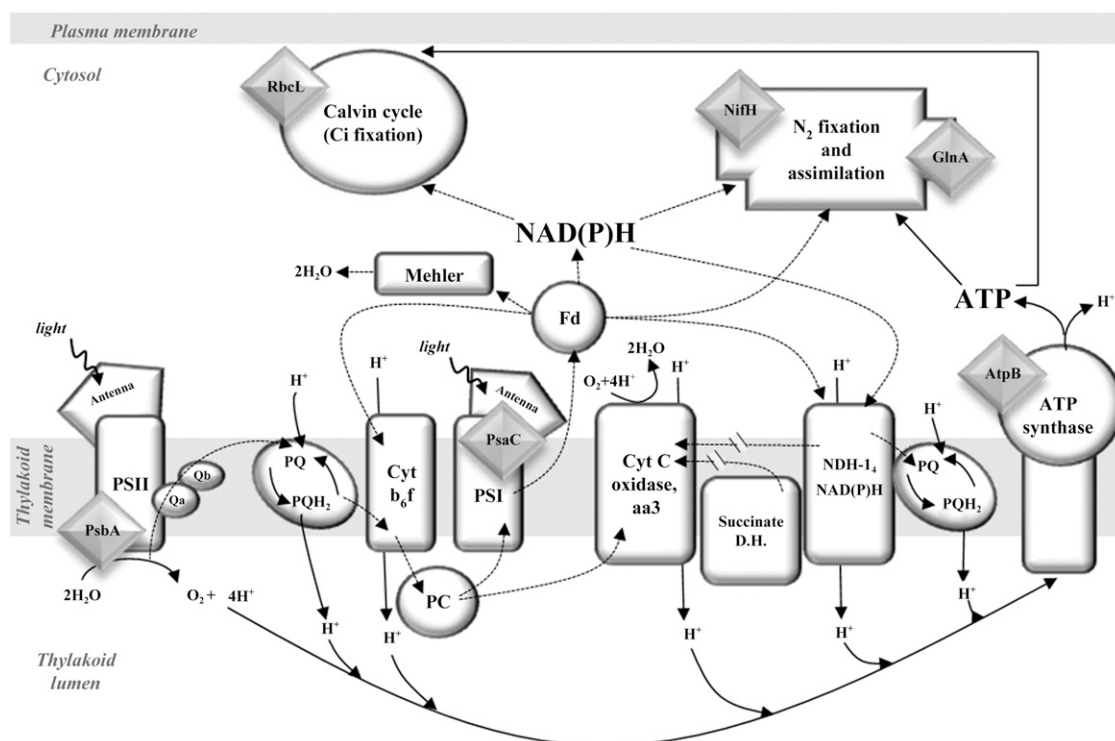 Plasma membrane
Cytosol
RbcL
Calvin cycle
(Ci fixation)
NifH
N2 fixation
and
assimilation
GlnA
NAD(P)H
2H2O
Mehler
Fd
ATP
H+
light
Antenna
PSII
Qa
Qb
PsbA
2H2O
O2 + 4H+
H+
PQ
PQH2
H+
H+
Cyt
b6f
H+
PC
light
Antenna
PsaC
PSI
2H2O
O2+4H+
H+
Cyt C
oxidase,
aa3
H+
Succinate
D.H.
H+
NDH-14
NAD(P)H
H+
H+
PQ
PQH2
H+
AtpB
ATP
synthase
Thylakoid
membrane
Thylakoid
lumen